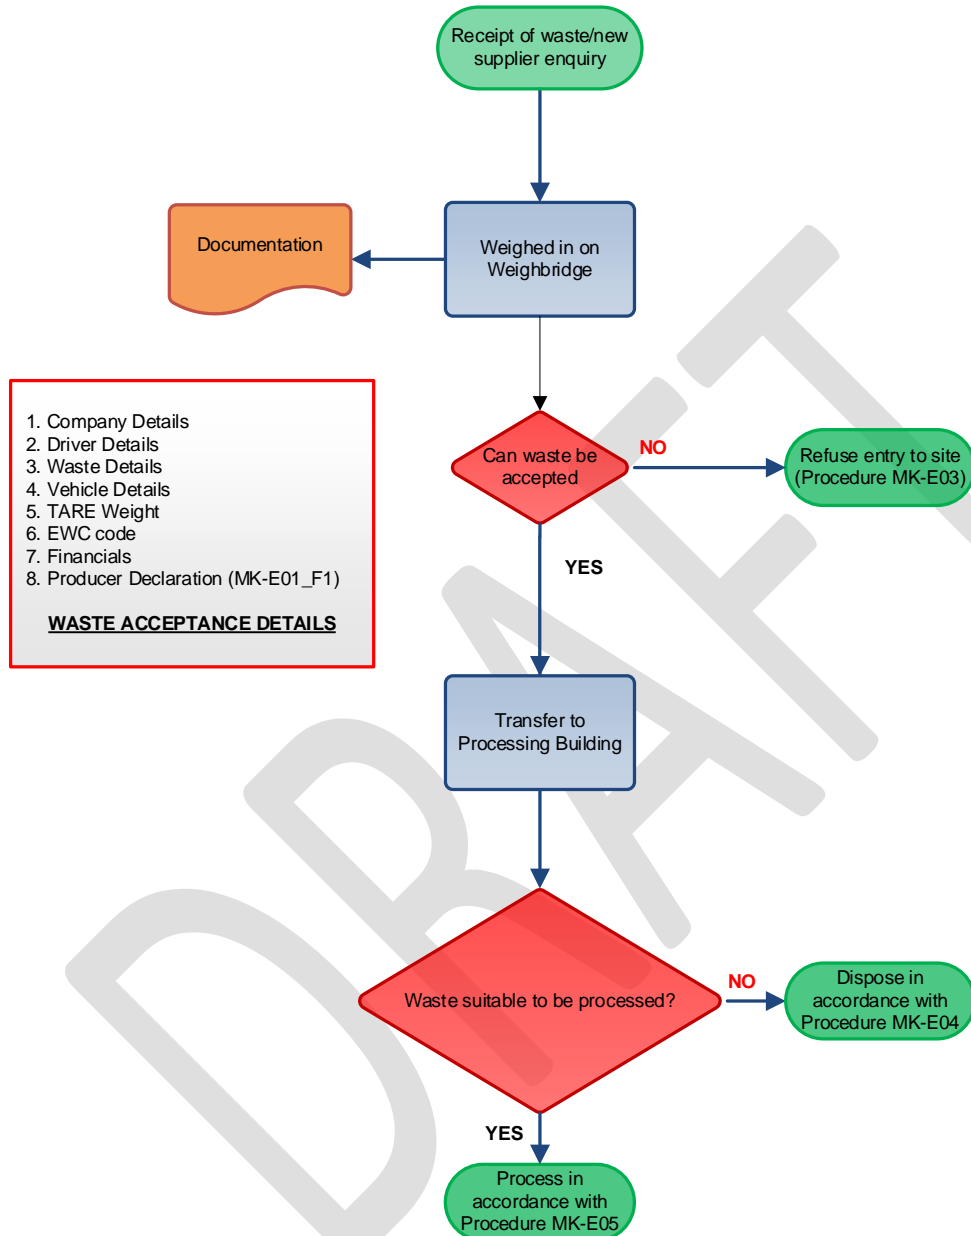 Receipt of waste/new
supplier enquiry
Documentation
Weighed in on
Weighbridge
1. Company Details
2. Driver Details
3. Waste Details
4. Vehicle Details
5. TARE Weight
6. EWC code
7. Financials
8. Producer Declaration (MK-E01_F1)
WASTE ACCEPTANCE DETAILS
Can waste be
accepted
NO
Refuse entry to site
(Procedure MK-E03)
YES
Transfer to
Processing Building
Waste suitable to be processed?
NO
Dispose in
accordance with
Procedure MK-E04
YES
Process in
accordance with
Procedure MK-E05
DRAFT